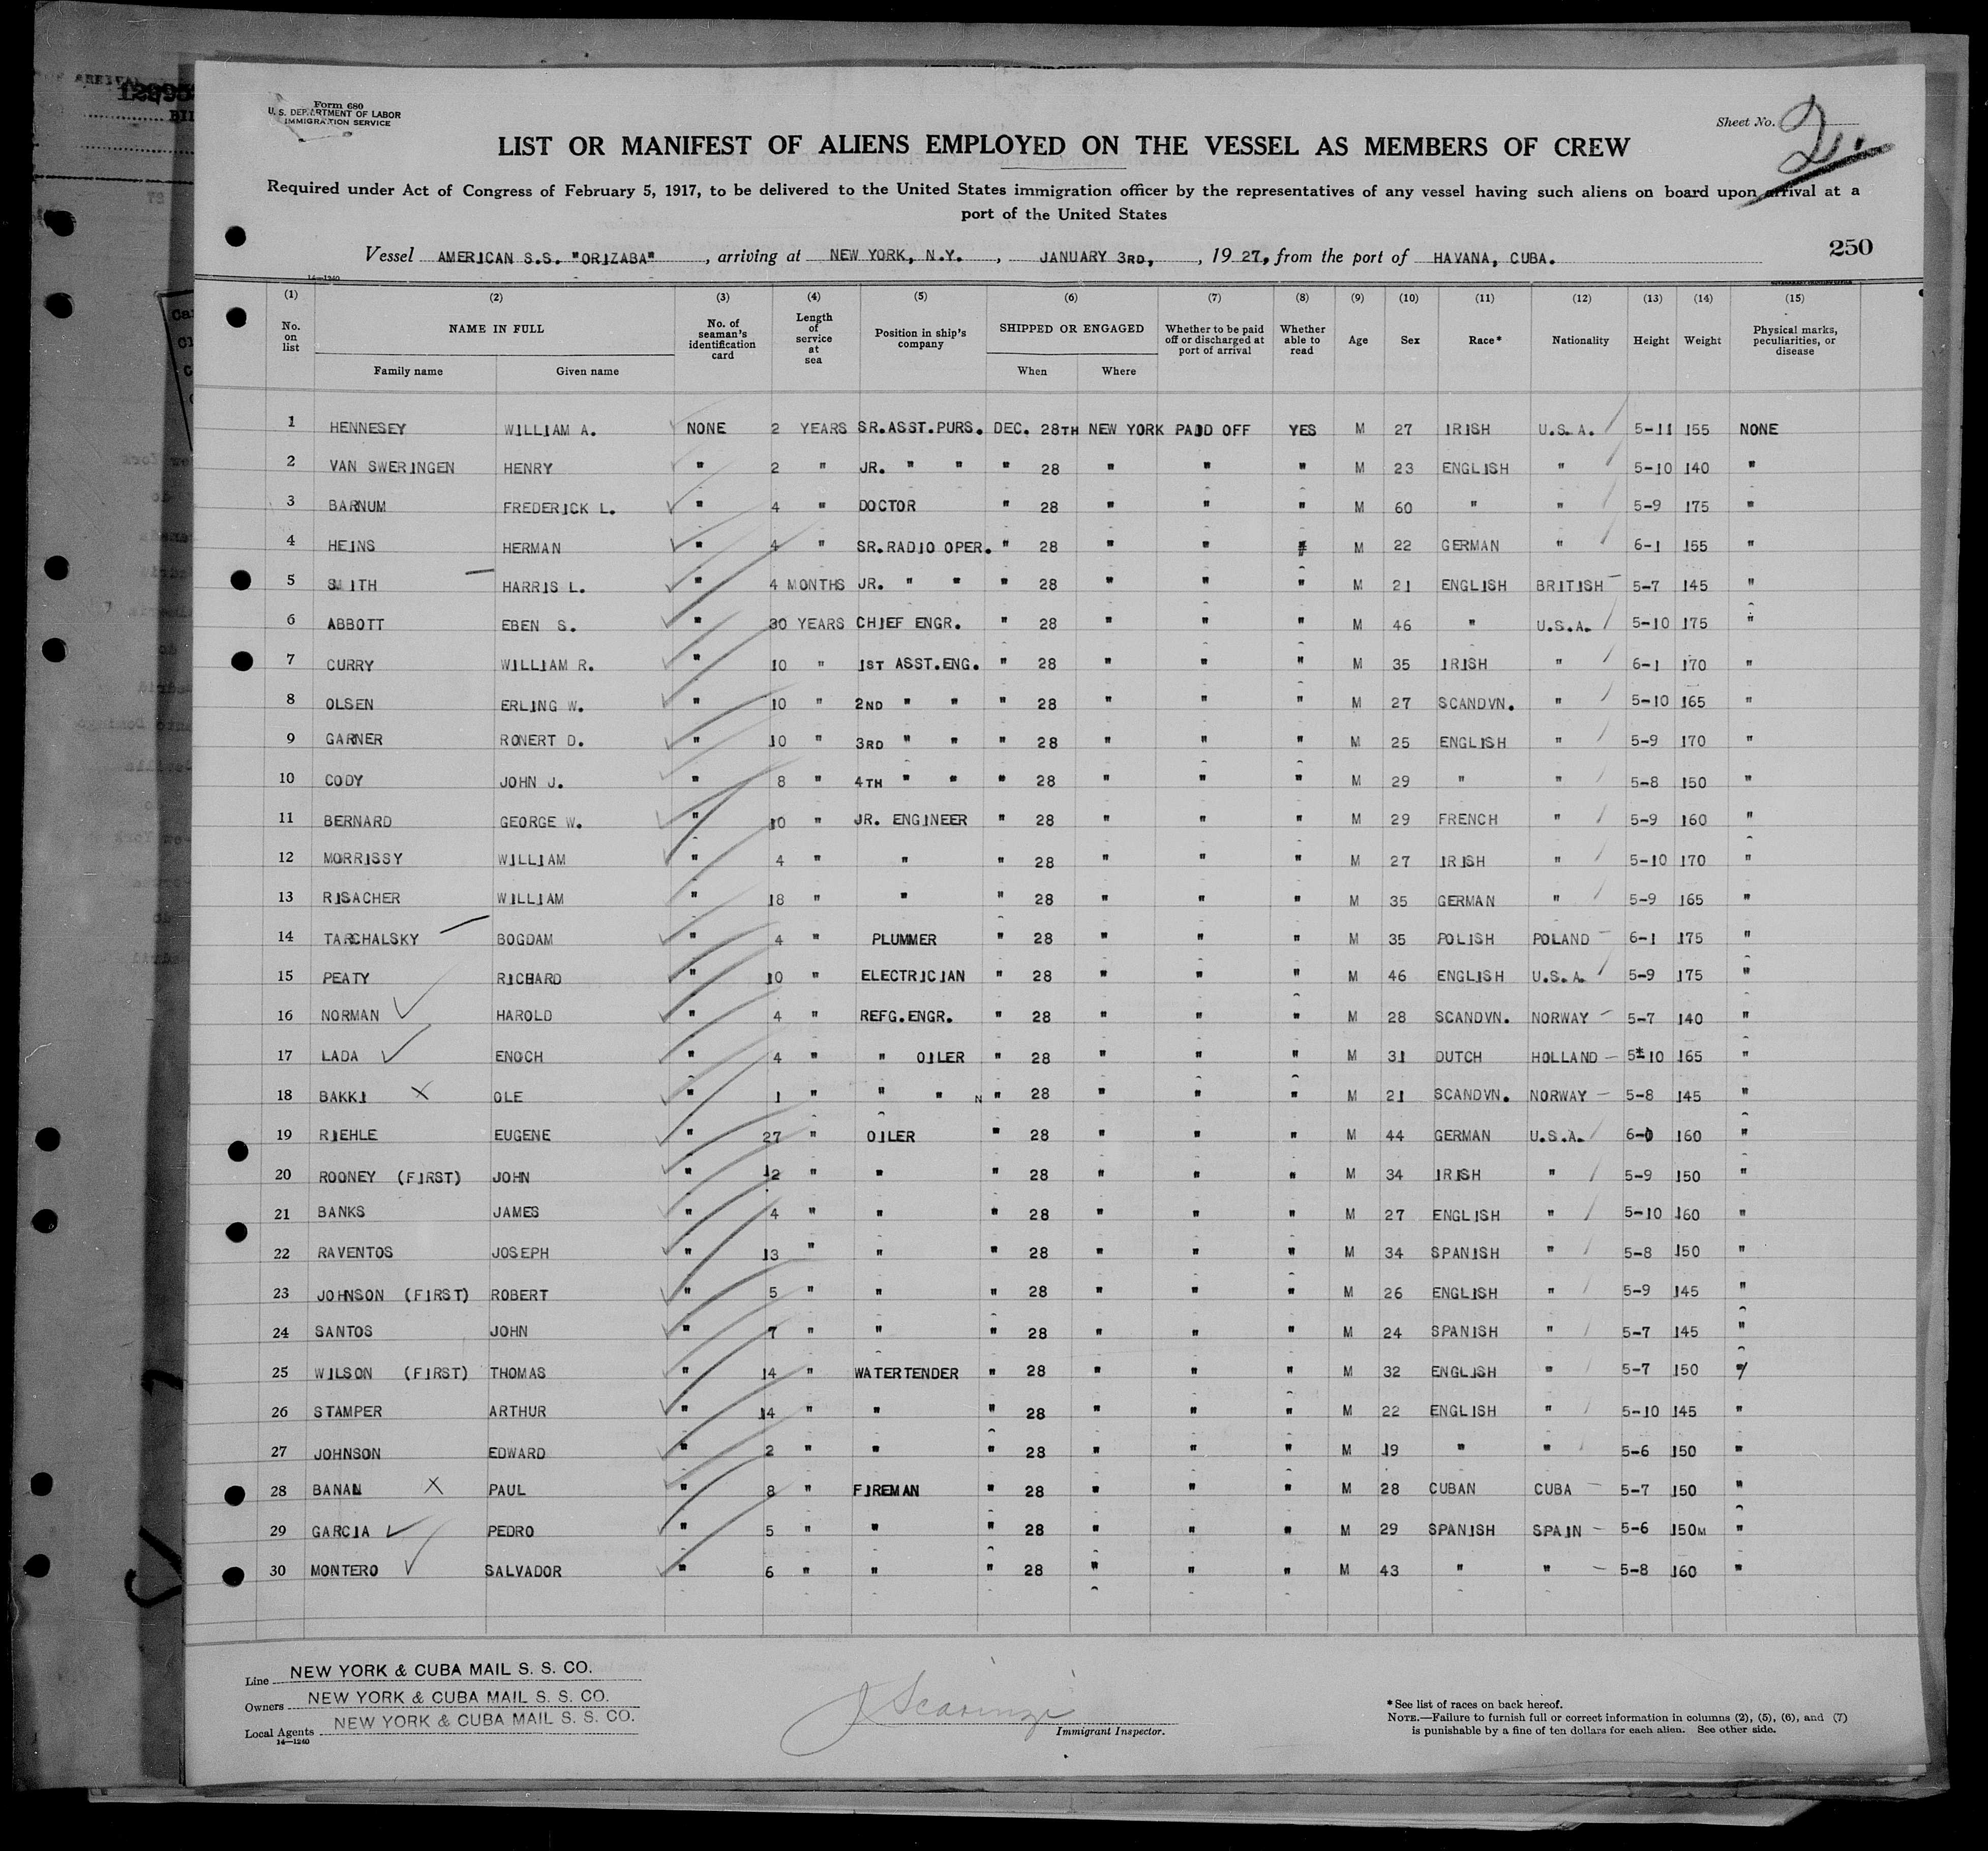 Form 680
U. S. DEPARTMENT OF LABOR
IMMIGRATION SERVICE
Sheet No. 2
LIST OR MANIFEST OF ALIENS EMPLOYED ON THE VESSEL AS MEMBERS OF CREW
Required under Act of Congress of February 5, 1917, to be delivered to the United States immigration officer by the representatives of any vessel having such aliens on board upon arrival at a
port of the United States
Vessel AMERICAN S.S. "ORIZABA", arriving at NEW YORK, N.Y., JANUARY 3RD, 1927, from the port of HAVANA, CUBA.
250
14—1240
(1) (2) (3) (4) (5) (6) (7) (8) (9) (10) (11) (12) (13) (14) (15)
No. on list NAME IN FULL No. of seaman's identification card Length of service at sea Position in ship's company SHIPPED OR ENGAGED Whether to be paid off or discharged at port of arrival Whether able to read Age Sex Race* Nationality Height Weight Physical marks, peculiarities, or disease
Family name Given name When Where
1 HENNESEY WILLIAM A. NONE 2 YEARS SR.ASST.PURS. DEC. 28TH NEW YORK PAID OFF YES M 27 IRISH U.S.A. 5-11 155 NONE
2 VAN SWERINGEN HENRY " 2 " JR. " " " 28 " " " M 23 ENGLISH " 5-10 140 "
3 BARNUM FREDERICK L. " 4 " DOCTOR " 28 " " " M 60 " " 5-9 175 "
4 HEINS HERMAN " 4 " SR.RADIO OPER. " 28 " " " M 22 GERMAN " 6-1 155 "
5 SMITH HARRIS L. " 4 MONTHS JR. " " " 28 " " " M 21 ENGLISH BRITISH 5-7 145 "
6 ABBOTT EBEN S. " 30 YEARS CHIEF ENGR. " 28 " " " M 46 " U.S.A. 5-10 175 "
7 CURRY WILLIAM R. " 10 " 1ST ASST.ENG. " 28 " " " M 35 IRISH " 6-1 170 "
8 OLSEN ERLING W. " 10 " 2ND " " " 28 " " " M 27 SCANDVN. " 5-10 165 "
9 GARNER RONERT D. " 10 " 3RD " " " 28 " " " M 25 ENGLISH " 5-9 170 "
10 CODY JOHN J. " 8 " 4TH " " " 28 " " " M 29 " " 5-8 150 "
11 BERNARD GEORGE W. " 10 " JR. ENGINEER " 28 " " " M 29 FRENCH " 5-9 160 "
12 MORRISSY WILLIAM " 4 " " " 28 " " " M 27 IRISH " 5-10 170 "
13 RISACHER WILLIAM " 18 " " " 28 " " " M 35 GERMAN " 5-9 165 "
14 TARCHALSKY BOGDAM " 4 " PLUMMER " 28 " " " M 35 POLISH POLAND 6-1 175 "
15 PEATY RICHARD " 10 " ELECTRICIAN " 28 " " " M 46 ENGLISH U.S.A. 5-9 175 "
16 NORMAN HAROLD " 4 " REFG.ENGR. " 28 " " " M 28 SCANDVN. NORWAY 5-7 140 "
17 LADA ENOCH " 4 " " OILER " 28 " " " M 31 DUTCH HOLLAND 5-10 165 "
18 BAKKI X OLE " 1 " " " N " 28 " " " M 21 SCANDVN. NORWAY 5-8 145 "
19 RIEHLE EUGENE " 27 " OILER " 28 " " " M 44 GERMAN U.S.A. 6-0 160 "
20 ROONEY (FIRST) JOHN " 12 " " " 28 " " " M 34 IRISH " 5-9 150 "
21 BANKS JAMES " 4 " " " 28 " " " M 27 ENGLISH " 5-10 160 "
22 RAVENTOS JOSEPH " 13 " " " 28 " " " M 34 SPANISH " 5-8 150 "
23 JOHNSON (FIRST) ROBERT " 5 " " " 28 " " " M 26 ENGLISH " 5-9 145 "
24 SANTOS JOHN " 7 " " " 28 " " " M 24 SPANISH " 5-7 145 "
25 WILSON (FIRST) THOMAS " 14 " WATERTENDER " 28 " " " M 32 ENGLISH " 5-7 150 "
26 STAMPER ARTHUR " 14 " " " 28 " " " M 22 ENGLISH " 5-10 145 "
27 JOHNSON EDWARD " 2 " " " 28 " " " M 19 " " 5-6 150 "
28 BANAL X PAUL " 8 " FIREMAN " 28 " " " M 28 CUBAN CUBA 5-7 150 "
29 GARCIA PEDRO " 5 " " " 28 " " " M 29 SPANISH SPAIN 5-6 150M "
30 MONTERO SALVADOR " 6 " " " 28 " " " M 43 " " 5-8 160 "
Line NEW YORK & CUBA MAIL S. S. CO.
Owners NEW YORK & CUBA MAIL S. S. CO.
Local Agents NEW YORK & CUBA MAIL S. S. CO.
14—1240
J Scarinzi
Immigrant Inspector.
*See list of races on back hereof.
NOTE.—Failure to furnish full or correct information in columns (2), (5), (6), and (7)
is punishable by a fine of ten dollars for each alien. See other side.